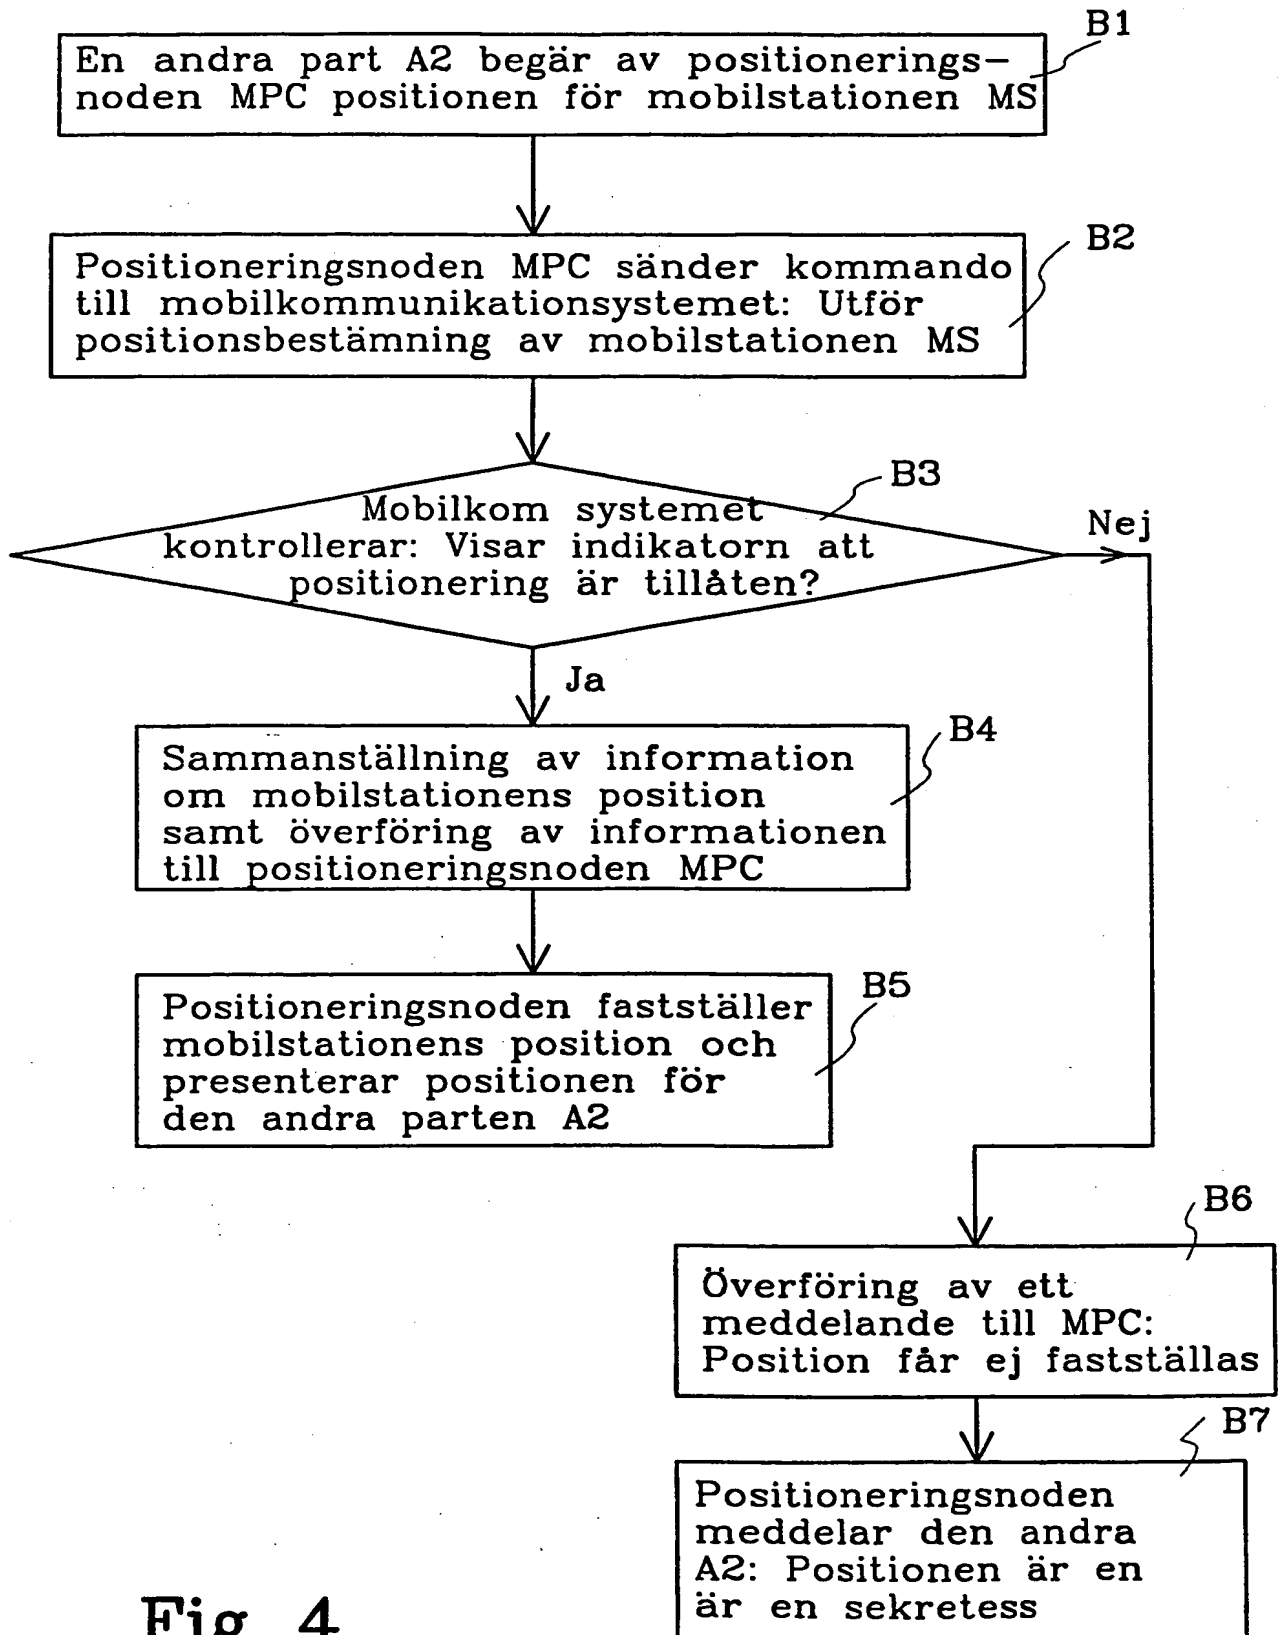 B1
En andra part A2 begär av positionerings-
noden MPC positionen för mobilstationen MS
B2
Positioneringsnoden MPC sänder kommando
till mobilkommunikationsystemet: Utför
positionsbestämning av mobilstationen MS
B3
Mobilkom systemet
kontrollerar: Visar indikatorn att
positionering är tillåten?
Nej
Ja
B4
Sammanställning av information
om mobilstationens position
samt överföring av informationen
till positioneringsnoden MPC
B5
Positioneringsnoden fastställer
mobilstationens position och
presenterar positionen för
den andra parten A2
B6
Överföring av ett
meddelande till MPC:
Position får ej fastställas
B7
Positioneringsnoden
meddelar den andra
A2: Positionen är en
är en sekretess
Fig 4